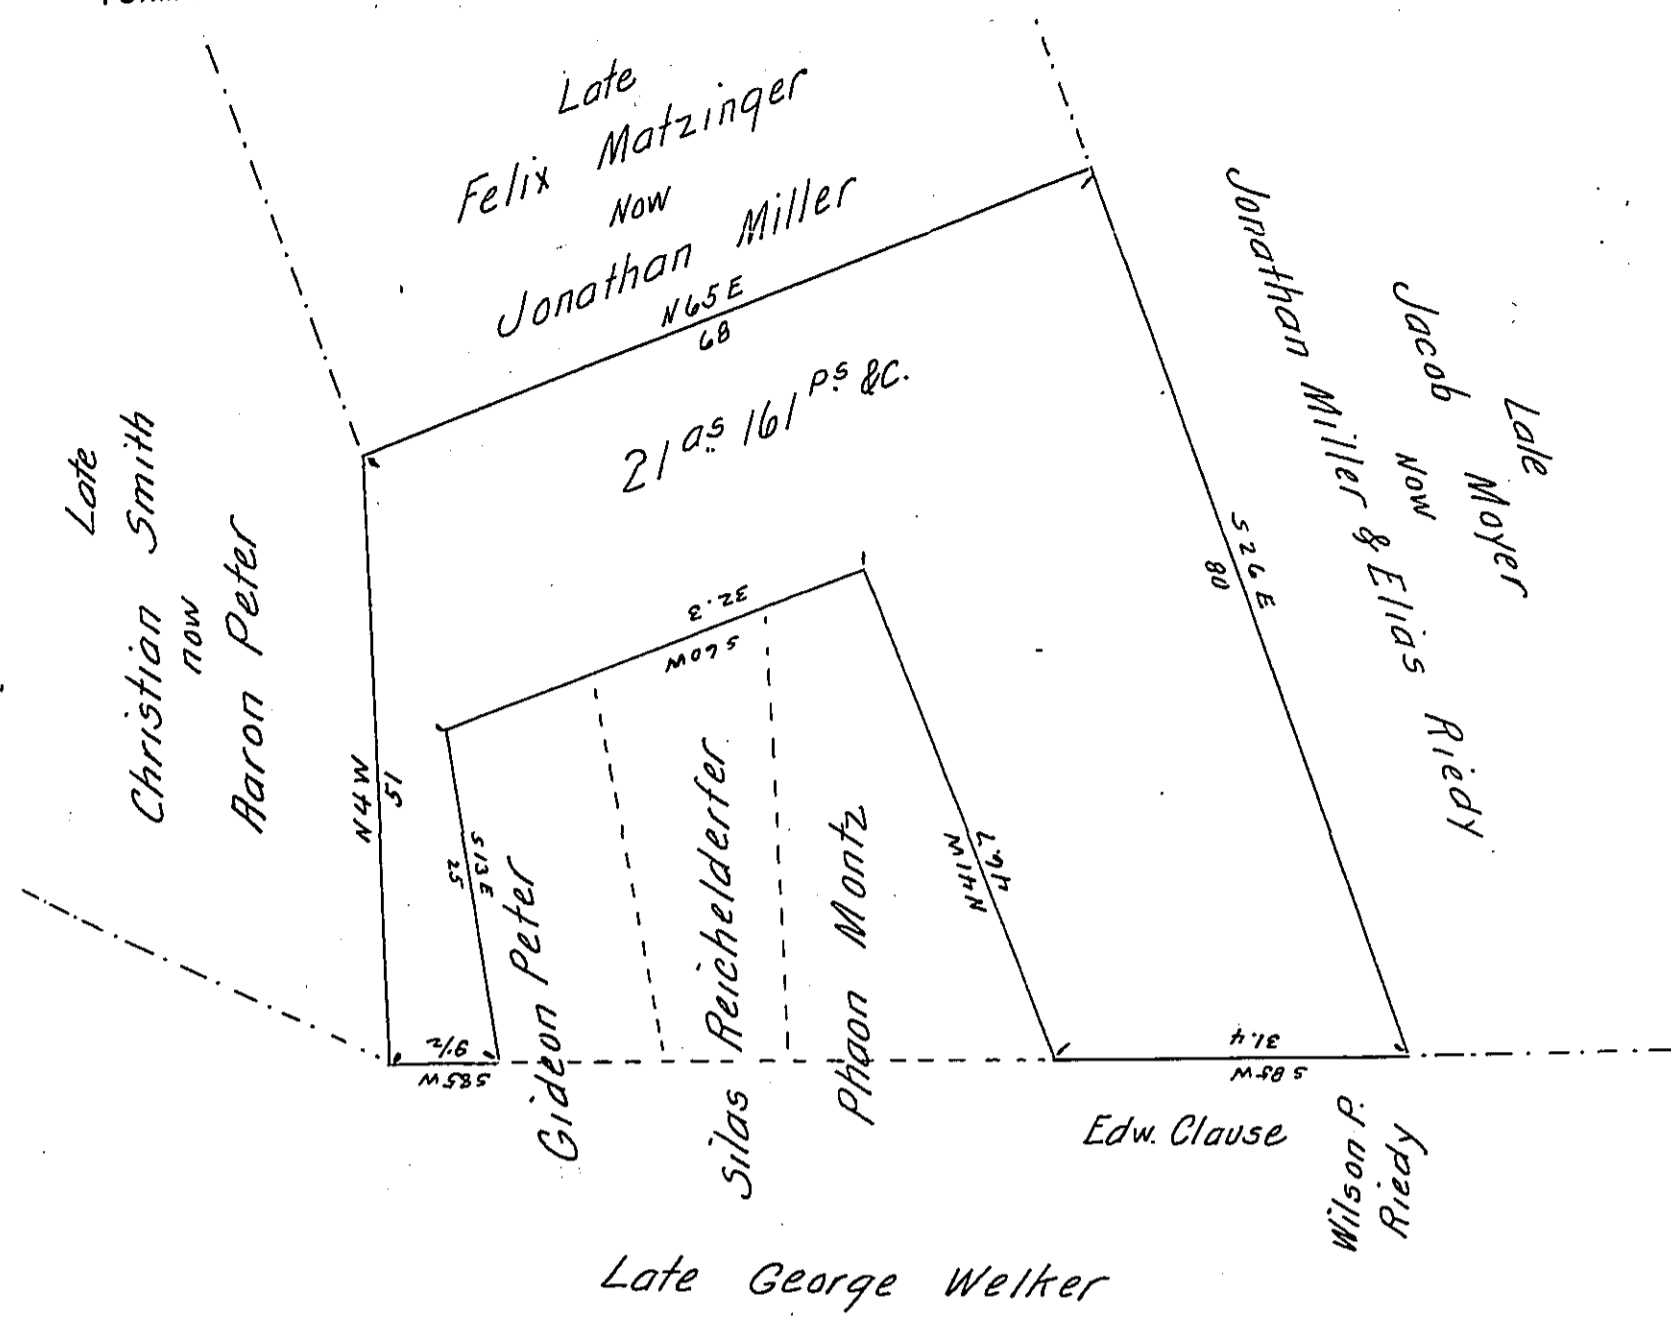 Late
Felix Matzinger
Now
Jonathan Miller
N65E
68
21 as 161 ps &c.
Late
Christian Smith
now
Aaron Peter
N4W
51
Late
Jacob Moyer
Now
Jonathan Miller & Elias Riedy
S26E
80
32.3
S60W
S13E
25
N41W
46.7
Gideon Peter
Silas Reichelderfer
Phaon Montz
9½
S85W
31.4
S85W
Edw. Clause
Wilson P.
Riedy
Late George Welker